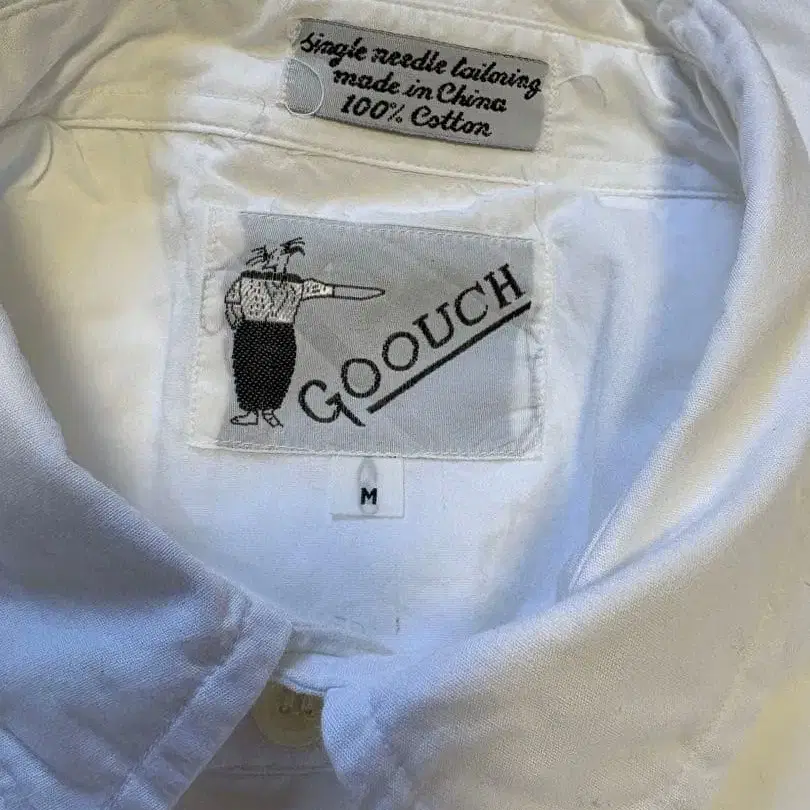 single needle tailoring
made in China
100% Cotton
GOOUCH
M